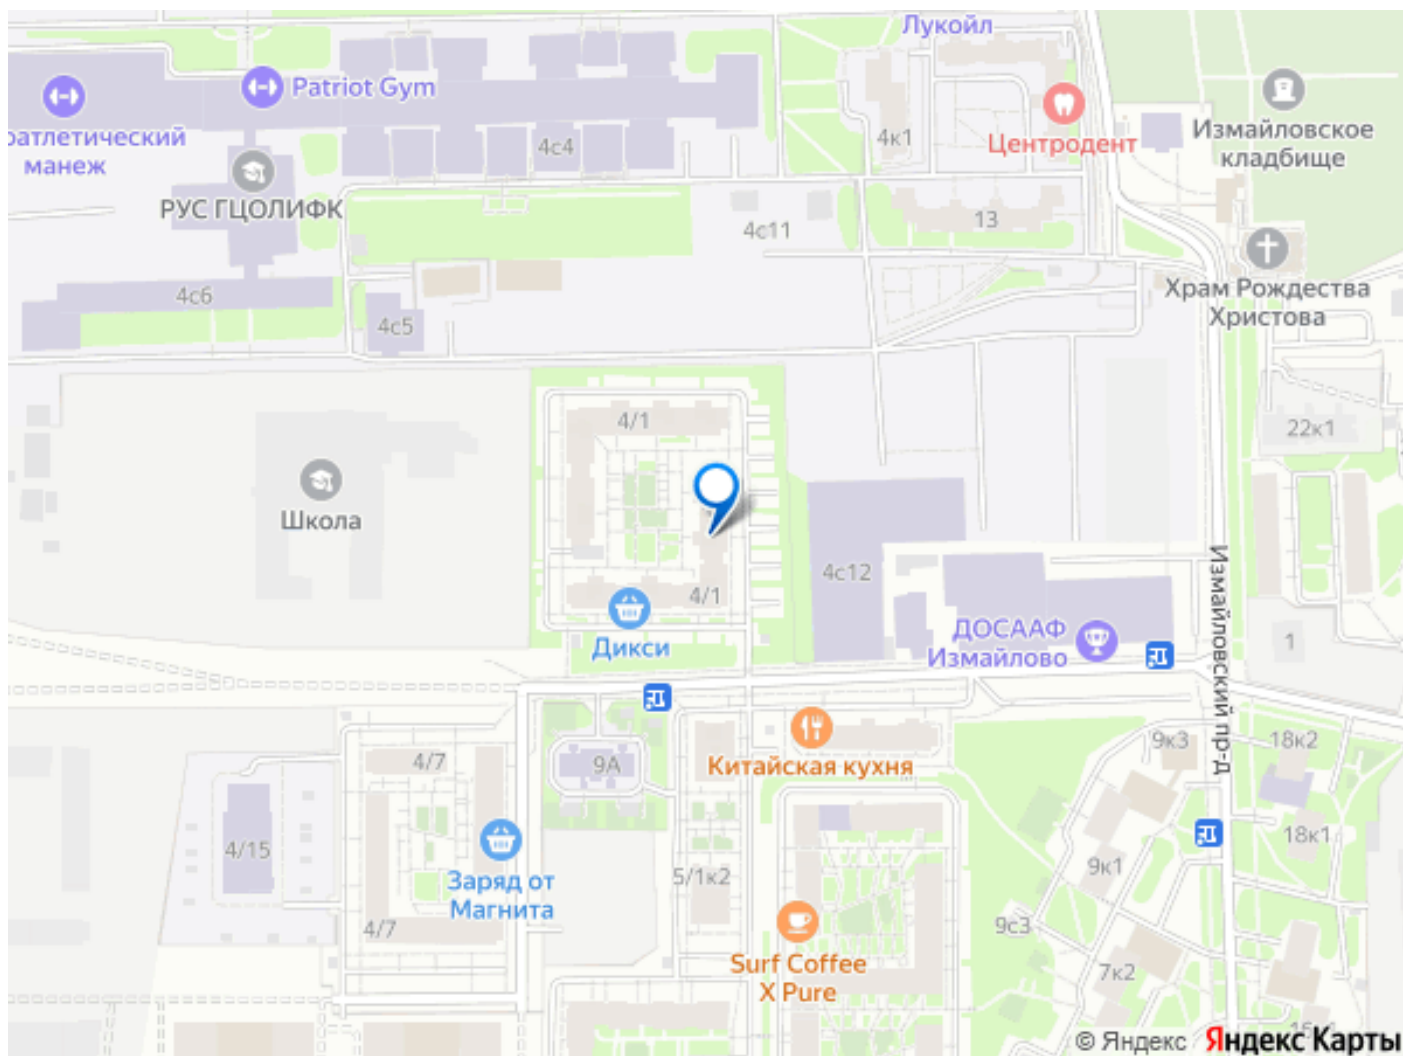 Лукойл
Patriot Gym
Центродент
4к1
Измайловское
кладбище
оатлетический
манеж
4с4
РУС ГЦОЛИФК
13
4с11
4с6
4с5
Храм Рождества
Христова
4/1
22к1
Школа
4с12
4/1
Дикси
ДОСААФ
Измайлово
1
Измайловский пр-д
9А
4/7
Китайская кухня
9к3
18к2
4/15
Заряд от
Магнита
5/1к2
9к1
18к1
4/7
9с3
Surf Coffee
X Pure
7к2
© Яндекс Яндекс Карты